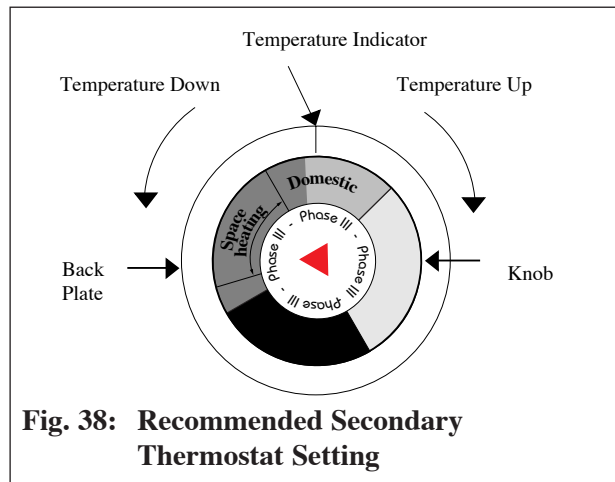 Temperature Indicator
Temperature Down
Temperature Up
Domestic
Space
heating
Phase III - Phase III - Phase III - Phase III -
Back
Plate
Knob
Fig. 38: Recommended Secondary
Thermostat Setting